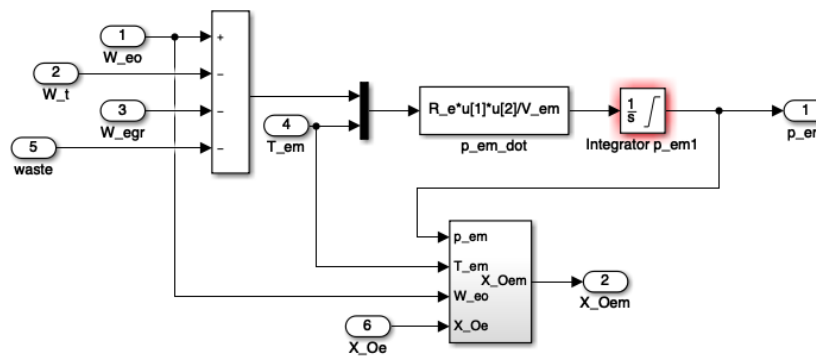 1
W_eo
+
2
W_t
−
3
W_egr
−
5
waste
−
4
T_em
R_e*u[1]*u[2]/V_em
p_em_dot
1
s
Integrator p_em1
1
p_em
p_em
T_em
W_eo
X_Oe
X_Oem
2
X_Oem
6
X_Oe